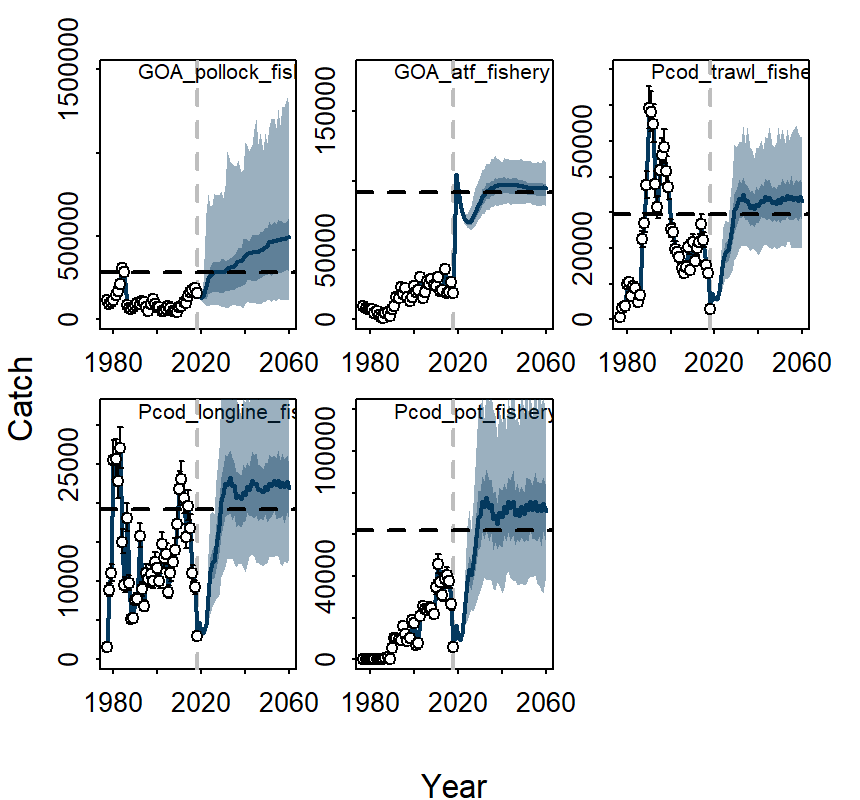 GOA_pollock_fis
GOA_atf_fishery
Pcod_trawl_fishe
1500000
500000
0
150000
50000
0
50000
20000
0
1980 2020 2060
1980 2020 2060
1980 2020 2060
Catch
Pcod_longline_fis
Pcod_pot_fishery
25000
10000
0
100000
40000
0
1980 2020 2060
1980 2020 2060
Year